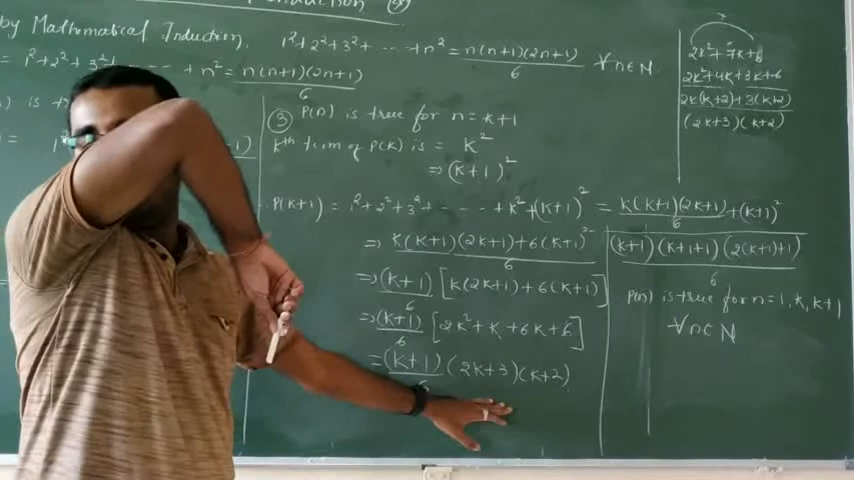 by Mathematical Induction. 1²+2²+3²+ ... +n² = n(n+1)(2n+1)/6 ∀ n∈N
= 1²+2²+3²+ ... +n² = n(n+1)(2n+1)/6
③ P(n) is true for n=k+1
kth term of P(k) is = k²
⇒ (k+1)²
P(k+1) = 1²+2²+3²+ ... +k²+(k+1)² = k(k+1)(2k+1)/6 +(k+1)²
⇒ k(k+1)(2k+1)+6(k+1)²/6
⇒ (k+1)/6 [k(2k+1)+6(k+1)]
⇒ (k+1)/6 [2k²+k+6k+6]
= (k+1)/6 (2k+3)(k+2)
2k²+7k+6
2k²+4k+3k+6
2k(k+2)+3(k+2)
(2k+3)(k+2)
(k+1)(k+1+1)(2(k+1)+1)/6
P(n) is true for n=1, k, k+1
∀ n∈N